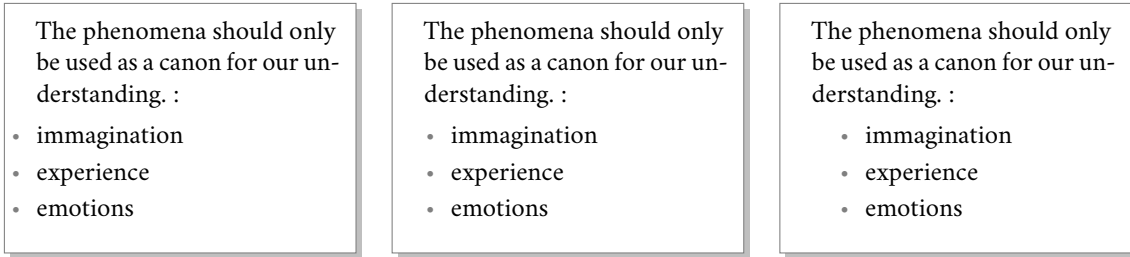 The phenomena should only
be used as a canon for our un-
derstanding. :
• immagination
• experience
• emotions
The phenomena should only
be used as a canon for our un-
derstanding. :
• immagination
• experience
• emotions
The phenomena should only
be used as a canon for our un-
derstanding. :
• immagination
• experience
• emotions